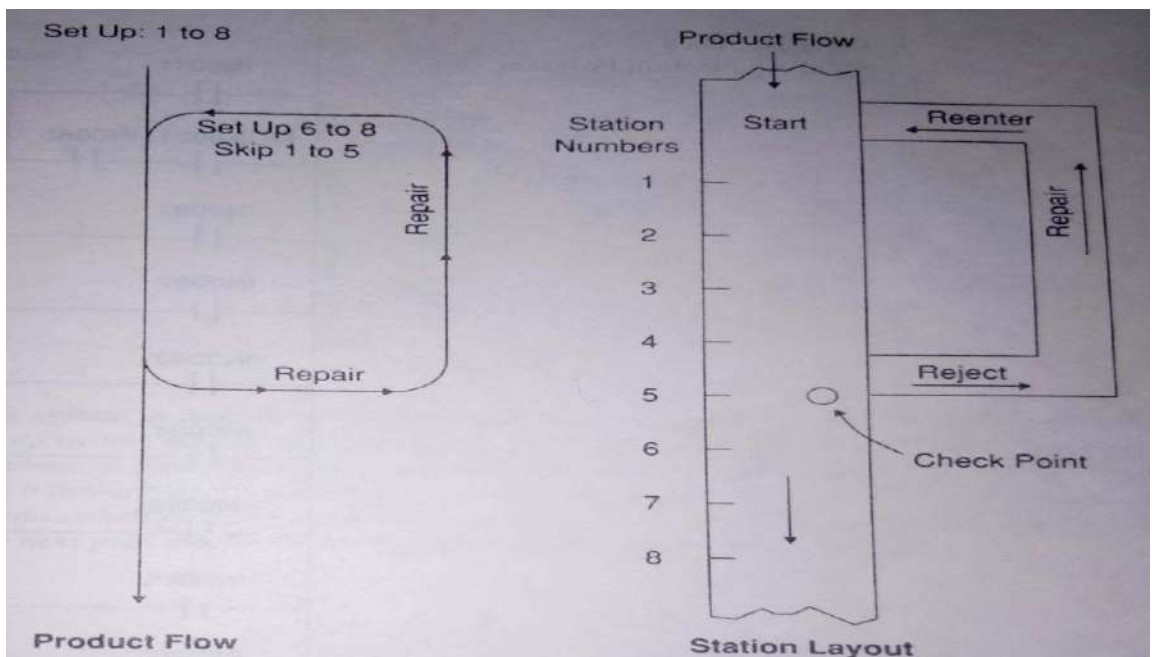 Set Up: 1 to 8
Set Up 6 to 8
Skip 1 to 5
Repair
Repair
Product Flow
Product Flow
Station
Numbers
Start
Reenter
1
2
3
4
5
6
7
8
Repair
Reject
Check Point
Station Layout